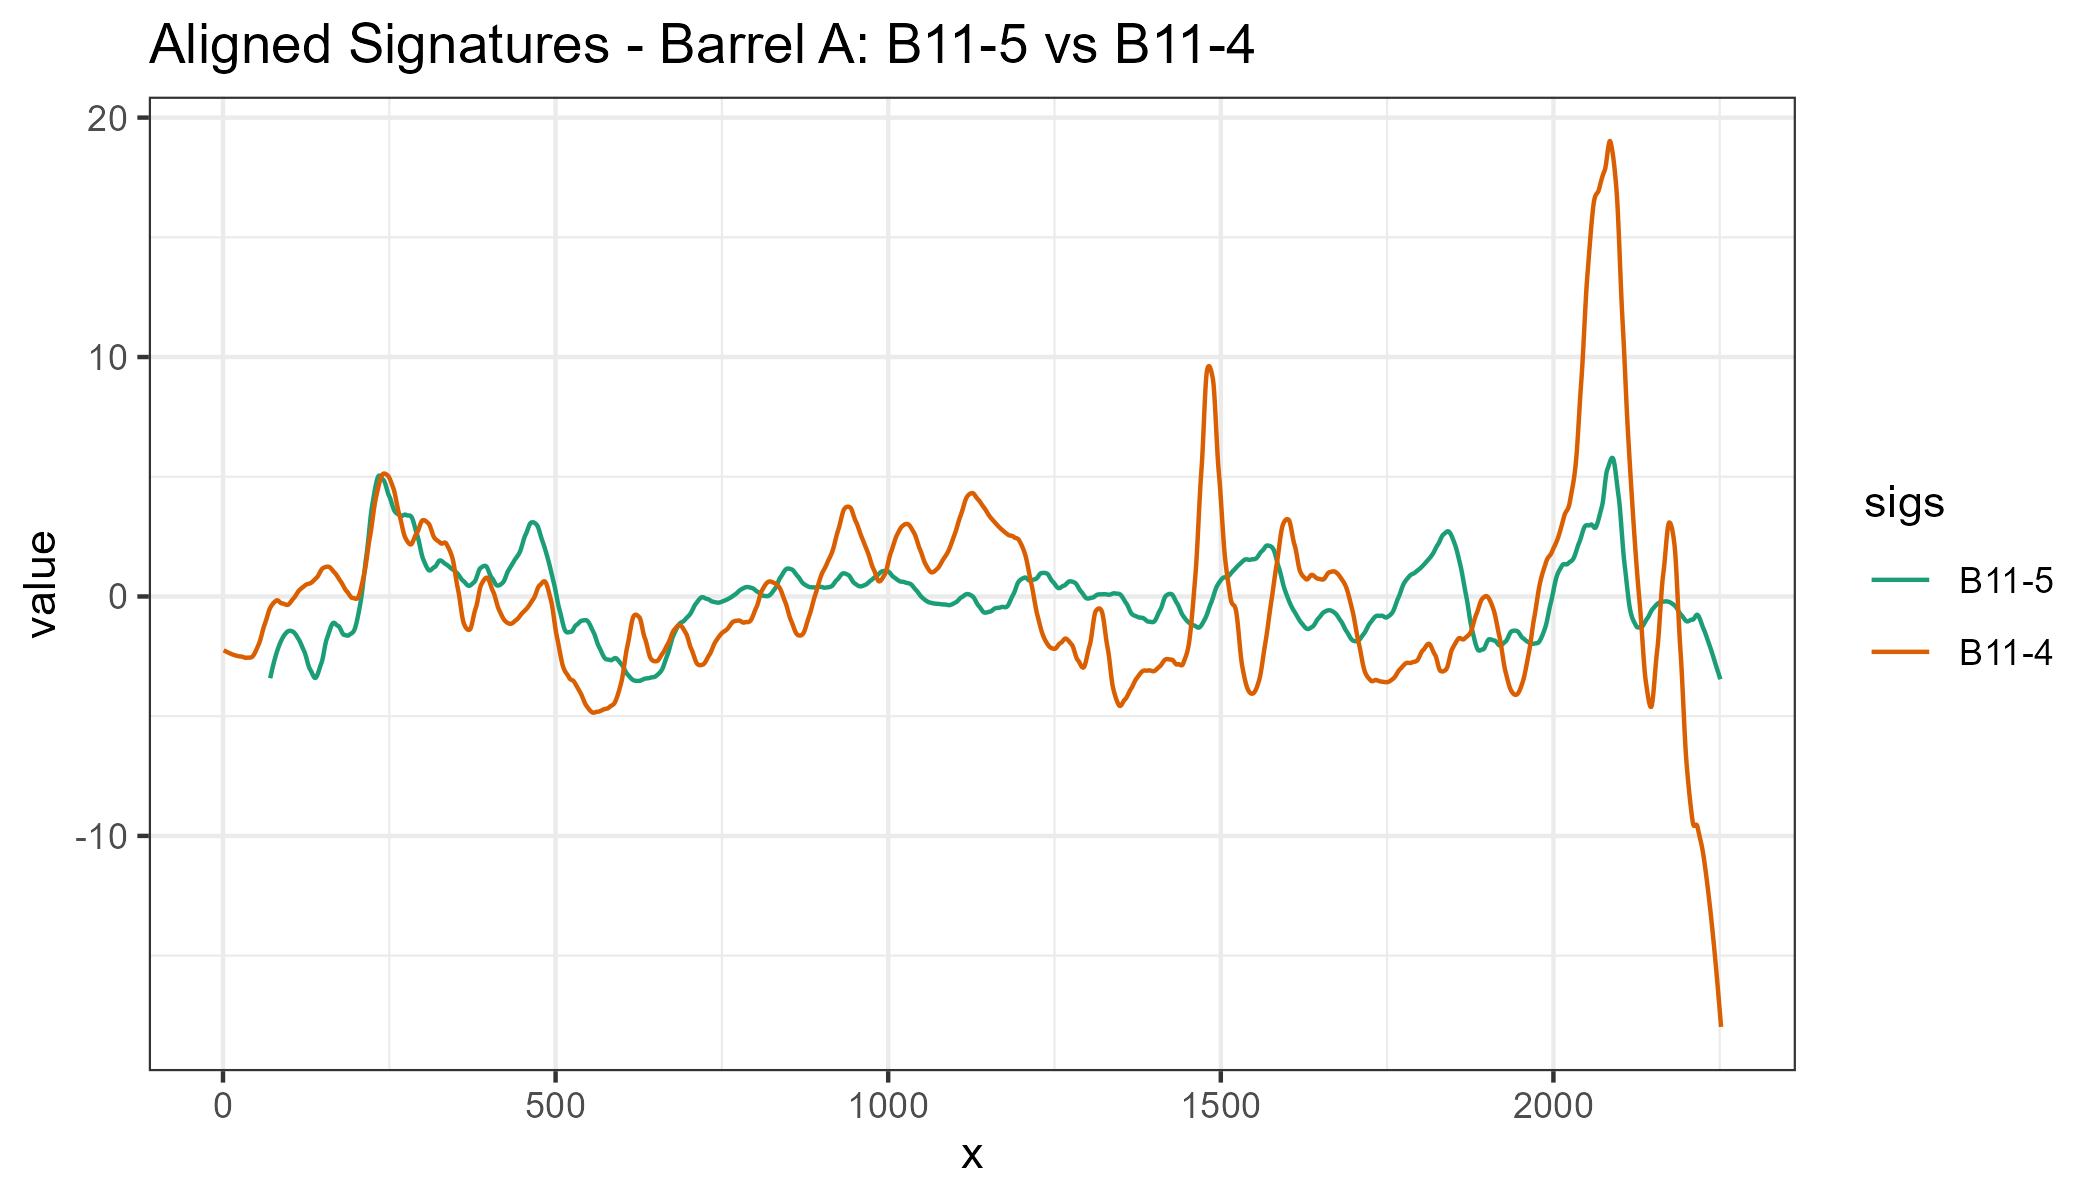 Aligned Signatures - Barrel A: B11-5 vs B11-4
20
10
0
-10
value
0 500 1000 1500 2000
x
sigs
B11-5
B11-4